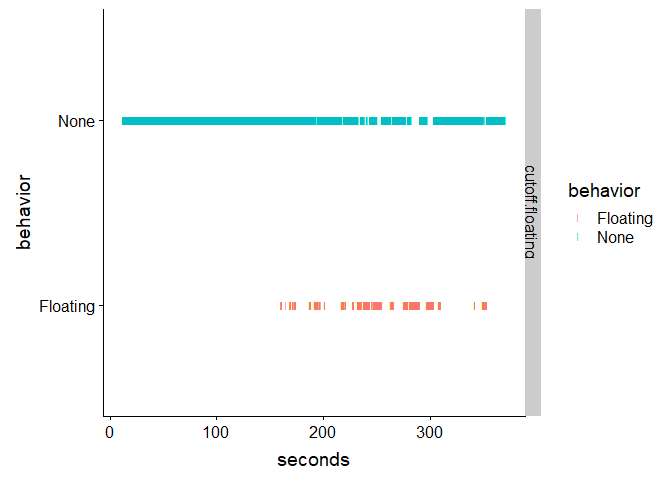 behavior
None
Floating
0 100 200 300
seconds
cutoff.floating
behavior
Floating
None